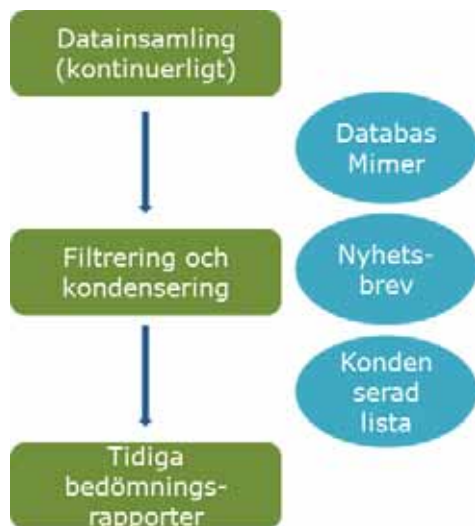 Datainsamling
(kontinuerligt)
Databas
Mimer
Filtrering och
kondensering
Nyhets-
brev
Konden
serad
lista
Tidiga
bedömnings-
rapporter